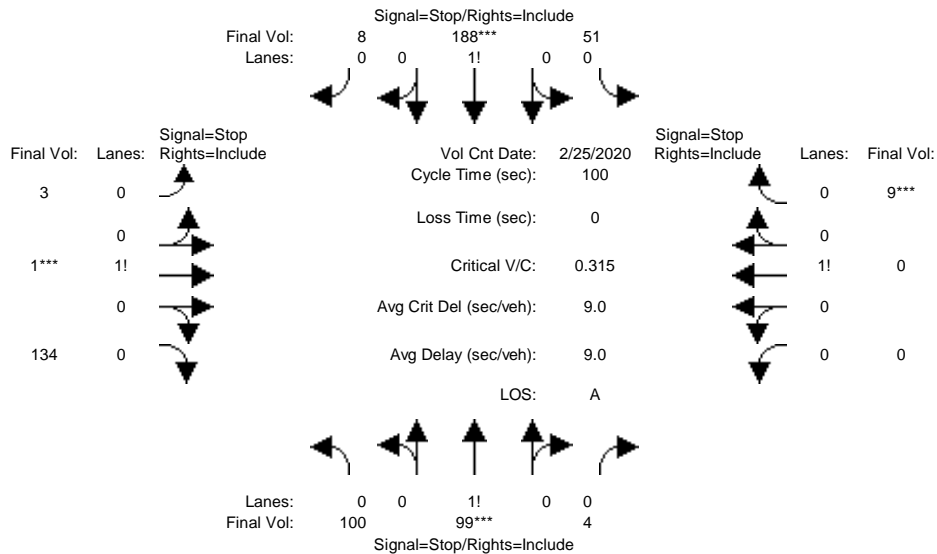 Signal=Stop/Rights=Include
Final Vol: 8 188*** 51
Lanes: 0 0 1! 0 0
Signal=Stop Signal=Stop
Final Vol: Lanes: Rights=Include Vol Cnt Date: 2/25/2020 Rights=Include Lanes: Final Vol:
Cycle Time (sec): 100
3 0 0 9***
Loss Time (sec): 0
0 0
1*** 1! Critical V/C: 0.315 1! 0
0 Avg Crit Del (sec/veh): 9.0 0
134 0 Avg Delay (sec/veh): 9.0 0 0
LOS: A
Lanes: 0 0 1! 0 0
Final Vol: 100 99*** 4
Signal=Stop/Rights=Include